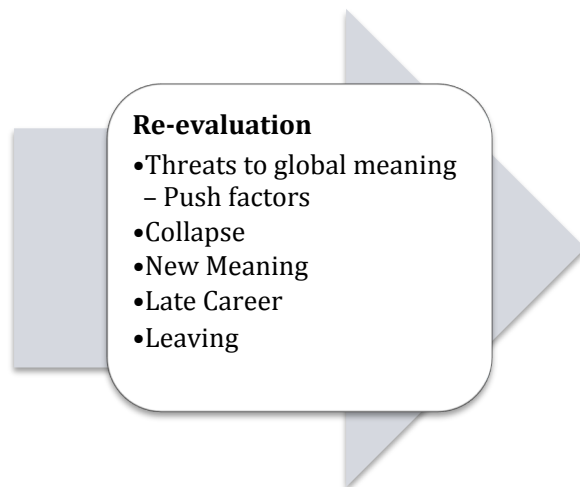 Re-evaluation
•Threats to global meaning
– Push factors
•Collapse
•New Meaning
•Late Career
•Leaving